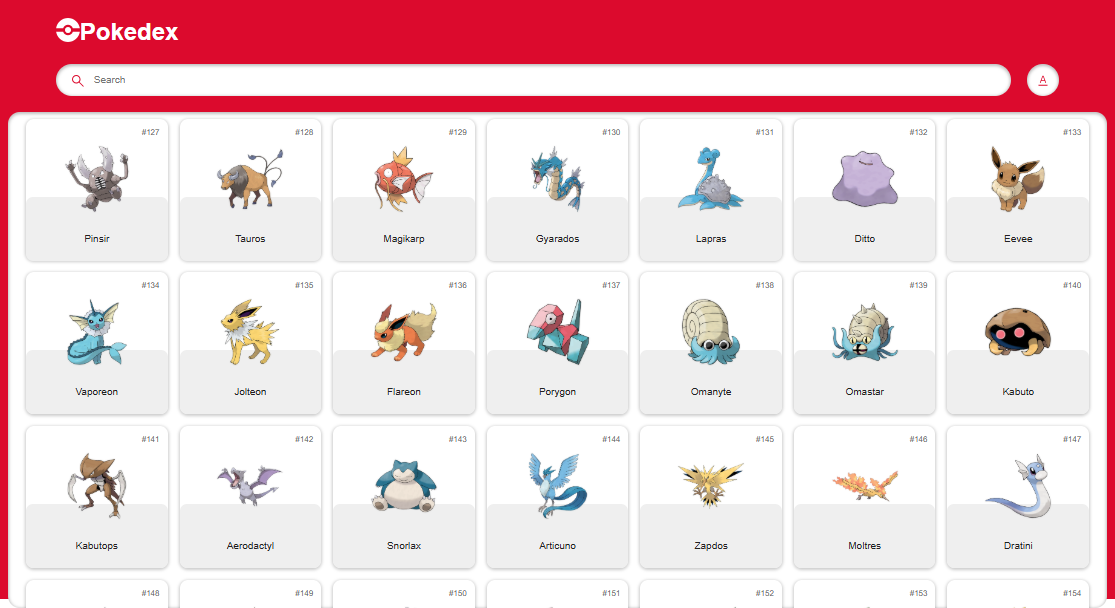 Pokedex
Search A
#127 #128 #129 #130 #131 #132 #133
Pinsir Tauros Magikarp Gyarados Lapras Ditto Eevee
#134 #135 #136 #137 #138 #139 #140
Vaporeon Jolteon Flareon Porygon Omanyte Omastar Kabuto
#141 #142 #143 #144 #145 #146 #147
Kabutops Aerodactyl Snorlax Articuno Zapdos Moltres Dratini
#148 #149 #150 #151 #152 #153 #154